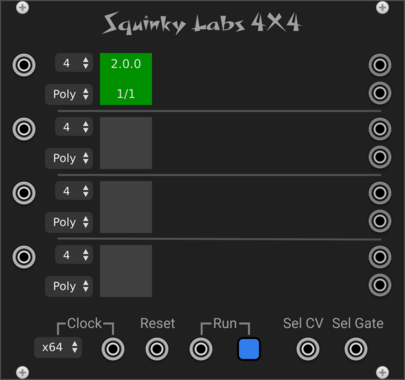 Squinky Labs 4X4
4
2.0.0
Poly
1/1
4
Poly
4
Poly
4
Poly
Clock Reset Run Sel CV Sel Gate
x64